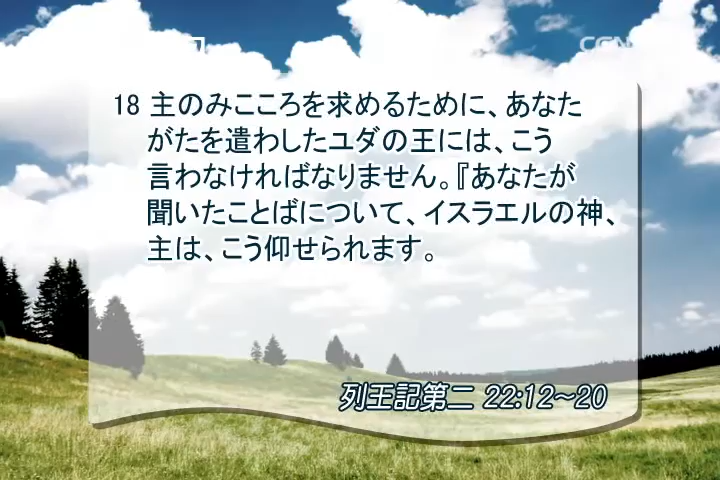 18 主のみこころを求めるために、あなた
がたを遣わしたユダの王には、こう
言わなければなりません。『あなたが
聞いたことばについて、イスラエルの神、
主は、こう仰せられます。
列王記第二 22:12~20